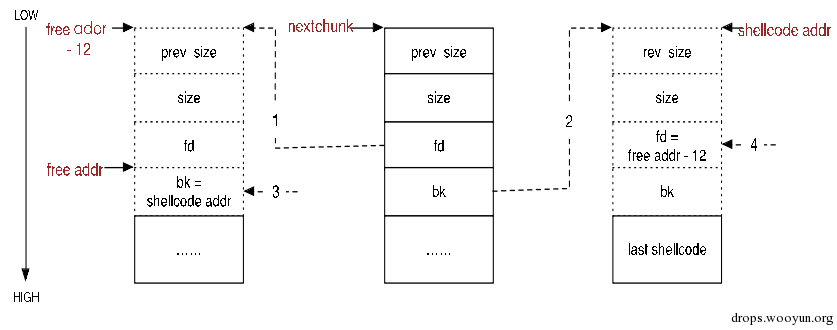 LOW
free addr
- 12
nextchunk
shellcode addr
prev size
prev size
rev size
size
size
size
1
2
fd
fd
fd =
free addr - 12
4
free addr
bk =
shellcode addr
3
bk
bk
......
......
last shellcode
HIGH
drops.wooyun.org